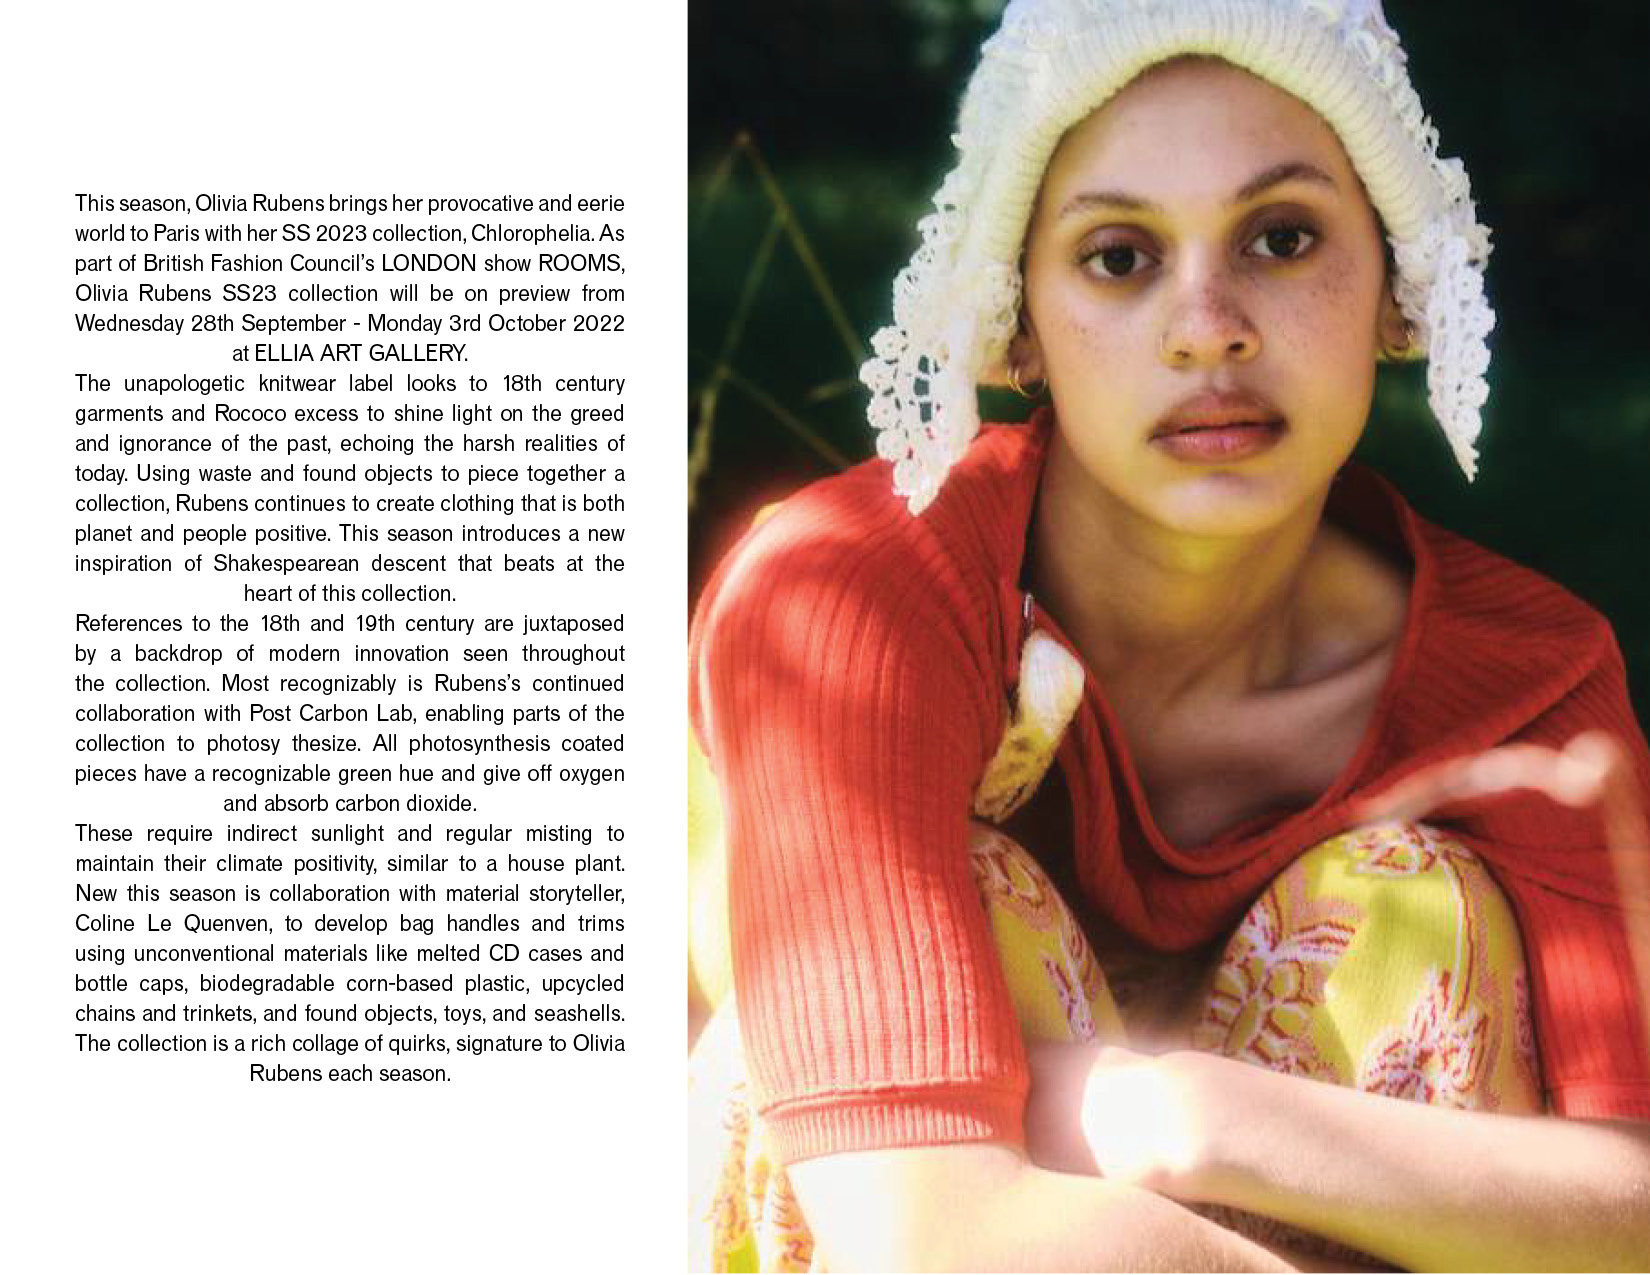 This season, Olivia Rubens brings her provocative and eerie
world to Paris with her SS 2023 collection, Chlorophelia. As
part of British Fashion Council's LONDON show ROOMS,
Olivia Rubens SS23 collection will be on preview from
Wednesday 28th September - Monday 3rd October 2022
at ELLIA ART GALLERY.
The unapologetic knitwear label looks to 18th century
garments and Rococo excess to shine light on the greed
and ignorance of the past, echoing the harsh realities of
today. Using waste and found objects to piece together a
collection, Rubens continues to create clothing that is both
planet and people positive. This season introduces a new
inspiration of Shakespearean descent that beats at the
heart of this collection.
References to the 18th and 19th century are juxtaposed
by a backdrop of modern innovation seen throughout
the collection. Most recognizably is Rubens's continued
collaboration with Post Carbon Lab, enabling parts of the
collection to photosy thesize. All photosynthesis coated
pieces have a recognizable green hue and give off oxygen
and absorb carbon dioxide.
These require indirect sunlight and regular misting to
maintain their climate positivity, similar to a house plant.
New this season is collaboration with material storyteller,
Coline Le Quenven, to develop bag handles and trims
using unconventional materials like melted CD cases and
bottle caps, biodegradable corn-based plastic, upcycled
chains and trinkets, and found objects, toys, and seashells.
The collection is a rich collage of quirks, signature to Olivia
Rubens each season.